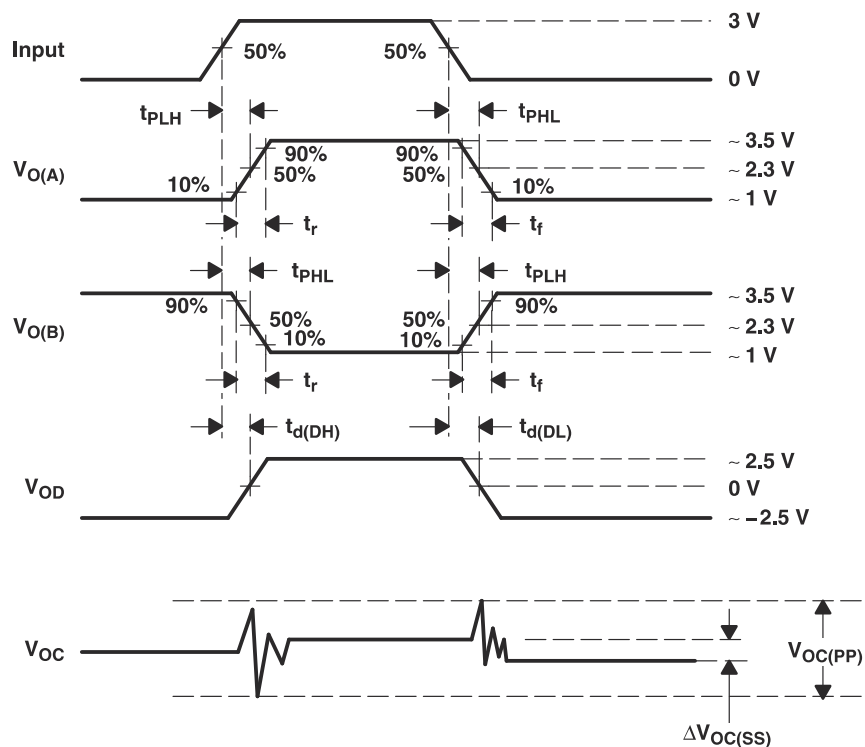 3 V
Input 50% 50%
0 V
tPLH tPHL
~ 3.5 V
90% 90%
VO(A) 50% 50% ~ 2.3 V
10% 10% ~ 1 V
tr tf
tPHL tPLH
90% 90% ~ 3.5 V
VO(B) 50% 50% ~ 2.3 V
10% 10%
~ 1 V
tr tf
td(DH) td(DL)
~ 2.5 V
VOD 0 V
~ −2.5 V
VOC VOC(PP)
ΔVOC(SS)